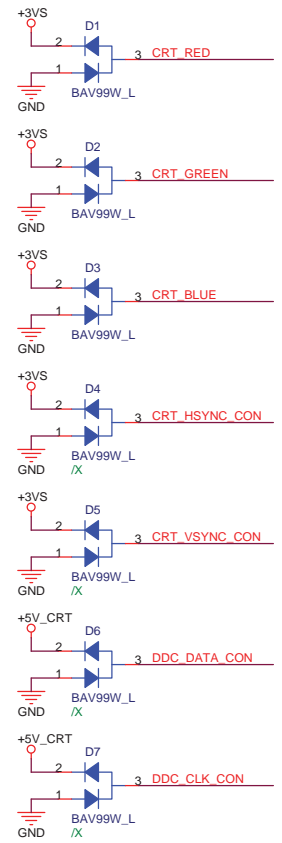 +3VS
D1
2
3 CRT_RED
1
BAV99W_L
GND
+3VS
D2
2
3 CRT_GREEN
1
BAV99W_L
GND
+3VS
D3
2
3 CRT_BLUE
1
BAV99W_L
GND
+3VS
D4
2
3 CRT_HSYNC_CON
1
BAV99W_L
GND /X
+3VS
D5
2
3 CRT_VSYNC_CON
1
BAV99W_L
GND /X
+5V_CRT
D6
2
3 DDC_DATA_CON
1
BAV99W_L
GND /X
+5V_CRT
D7
2
3 DDC_CLK_CON
1
BAV99W_L
GND /X